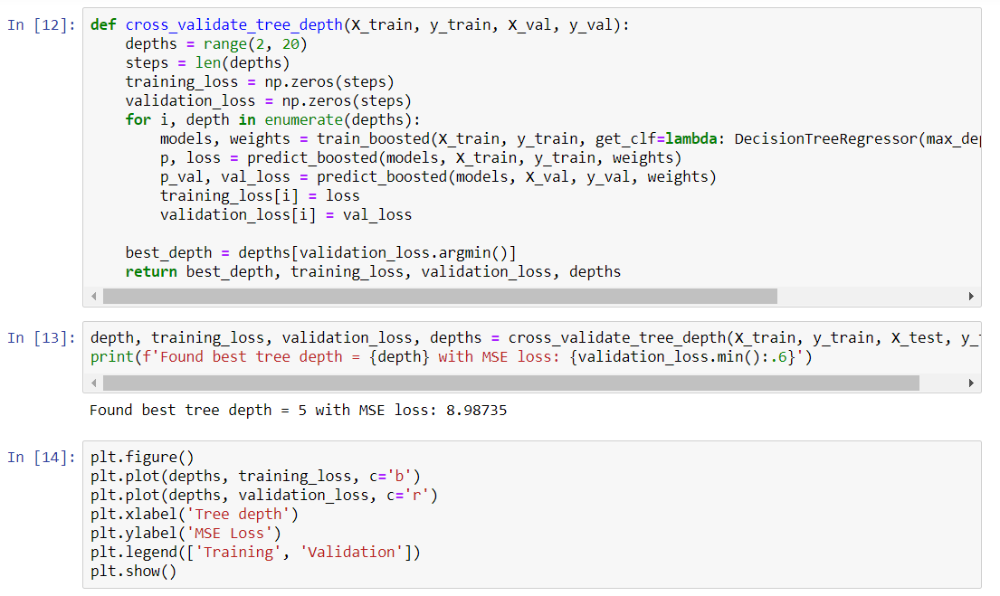 In [12]: def cross_validate_tree_depth(X_train, y_train, X_val, y_val):
    depths = range(2, 20)
    steps = len(depths)
    training_loss = np.zeros(steps)
    validation_loss = np.zeros(steps)
    for i, depth in enumerate(depths):
        models, weights = train_boosted(X_train, y_train, get_clf=lambda: DecisionTreeRegressor(
        p, loss = predict_boosted(models, X_train, y_train, weights)
        p_val, val_loss = predict_boosted(models, X_val, y_val, weights)
        training_loss[i] = loss
        validation_loss[i] = val_loss
    best_depth = depths[validation_loss.argmin()]
    return best_depth, training_loss, validation_loss, depths
In [13]: depth, training_loss, validation_loss, depths = cross_validate_tree_depth(X_train, y_train, X_test,
print(f'Found best tree depth = {depth} with MSE loss: {validation_loss.min():.6}')
Found best tree depth = 5 with MSE loss: 8.98735
In [14]: plt.figure()
plt.plot(depths, training_loss, c='b')
plt.plot(depths, validation_loss, c='r')
plt.xlabel('Tree depth')
plt.ylabel('MSE Loss')
plt.legend(['Training', 'Validation'])
plt.show()